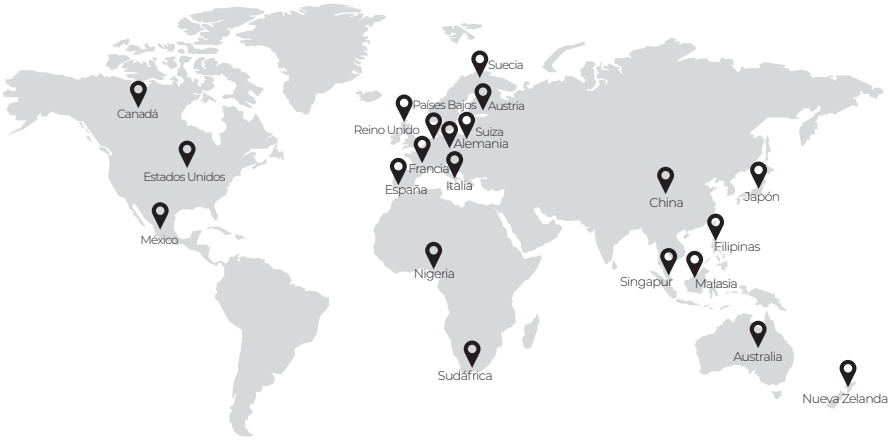 Suecia
Canadá
Países Bajos
Austria
Reino Unido
Suiza
Alemania
Francia
Estados Unidos
Italia
España
China
Japón
México
Filipinas
Nigeria
Singapur
Malasia
Australia
Sudáfrica
Nueva Zelanda